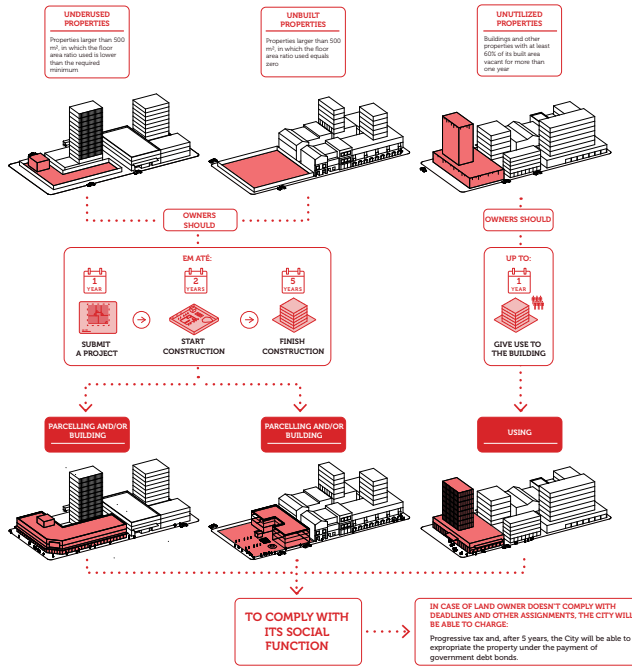 UNDERUSED
PROPERTIES
Properties larger than 500
m², in which the floor
area ratio used is lower
than the required
minimum
UNBUILT
PROPERTIES
Properties larger than 500
m², in which the floor
area ratio used equals
zero
UNUTILIZED
PROPERTIES
Buildings and other
properties with at least
60% of its built area
vacant for more than
one year
OWNERS
SHOULD
OWNERS SHOULD
EM ATÉ:
1
YEAR
SUBMIT
A PROJECT
2
YEARS
START
CONSTRUCTION
5
YEARS
FINISH
CONSTRUCTION
UP TO:
1
YEAR
GIVE USE TO
THE BUILDING
PARCELLING AND/OR
BUILDING
PARCELLING AND/OR
BUILDING
USING
TO COMPLY WITH
ITS SOCIAL
FUNCTION
IN CASE OF LAND OWNER DOESN'T COMPLY WITH
DEADLINES AND OTHER ASSIGNMENTS, THE CITY WILL
BE ABLE TO CHARGE:
Progressive tax and, after 5 years, the City will be able to
expropriate the property under the payment of
government debt bonds.